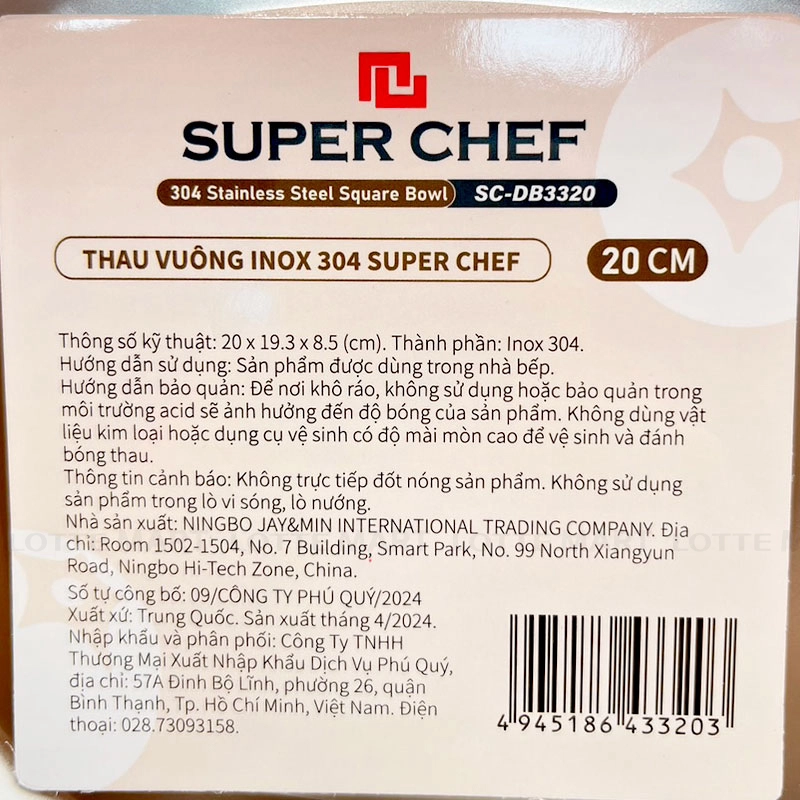 SUPER CHEF
304 Stainless Steel Square Bowl SC-DB3320
THAU VUÔNG INOX 304 SUPER CHEF 20 CM
Thông số kỹ thuật: 20 x 19.3 x 8.5 (cm). Thành phần: Inox 304.
Hướng dẫn sử dụng: Sản phẩm được dùng trong nhà bếp.
Hướng dẫn bảo quản: Để nơi khô ráo, không sử dụng hoặc bảo quản trong
môi trường acid sẽ ảnh hưởng đến độ bóng của sản phẩm. Không dùng vật
liệu kim loại hoặc dụng cụ vệ sinh có độ mài mòn cao để vệ sinh và đánh
bóng thau.
Thông tin cảnh báo: Không trực tiếp đốt nóng sản phẩm. Không sử dụng
sản phẩm trong lò vi sóng, lò nướng.
Nhà sản xuất: NINGBO JAY&MIN INTERNATIONAL TRADING COMPANY. Địa
chỉ: Room 1502-1504, No. 7 Building, Smart Park, No. 99 North Xiangyun
Road, Ningbo Hi-Tech Zone, China.
Số tự công bố: 09/CÔNG TY PHÚ QUÝ/2024
Xuất xứ: Trung Quốc. Sản xuất tháng 4/2024.
Nhập khẩu và phân phối: Công Ty TNHH
Thương Mại Xuất Nhập Khẩu Dịch Vụ Phú Quý,
địa chỉ: 57A Đinh Bộ Lĩnh, phường 26, quận
Bình Thạnh, Tp. Hồ Chí Minh, Việt Nam. Điện
thoại: 028.73093158.
4 945186 433203